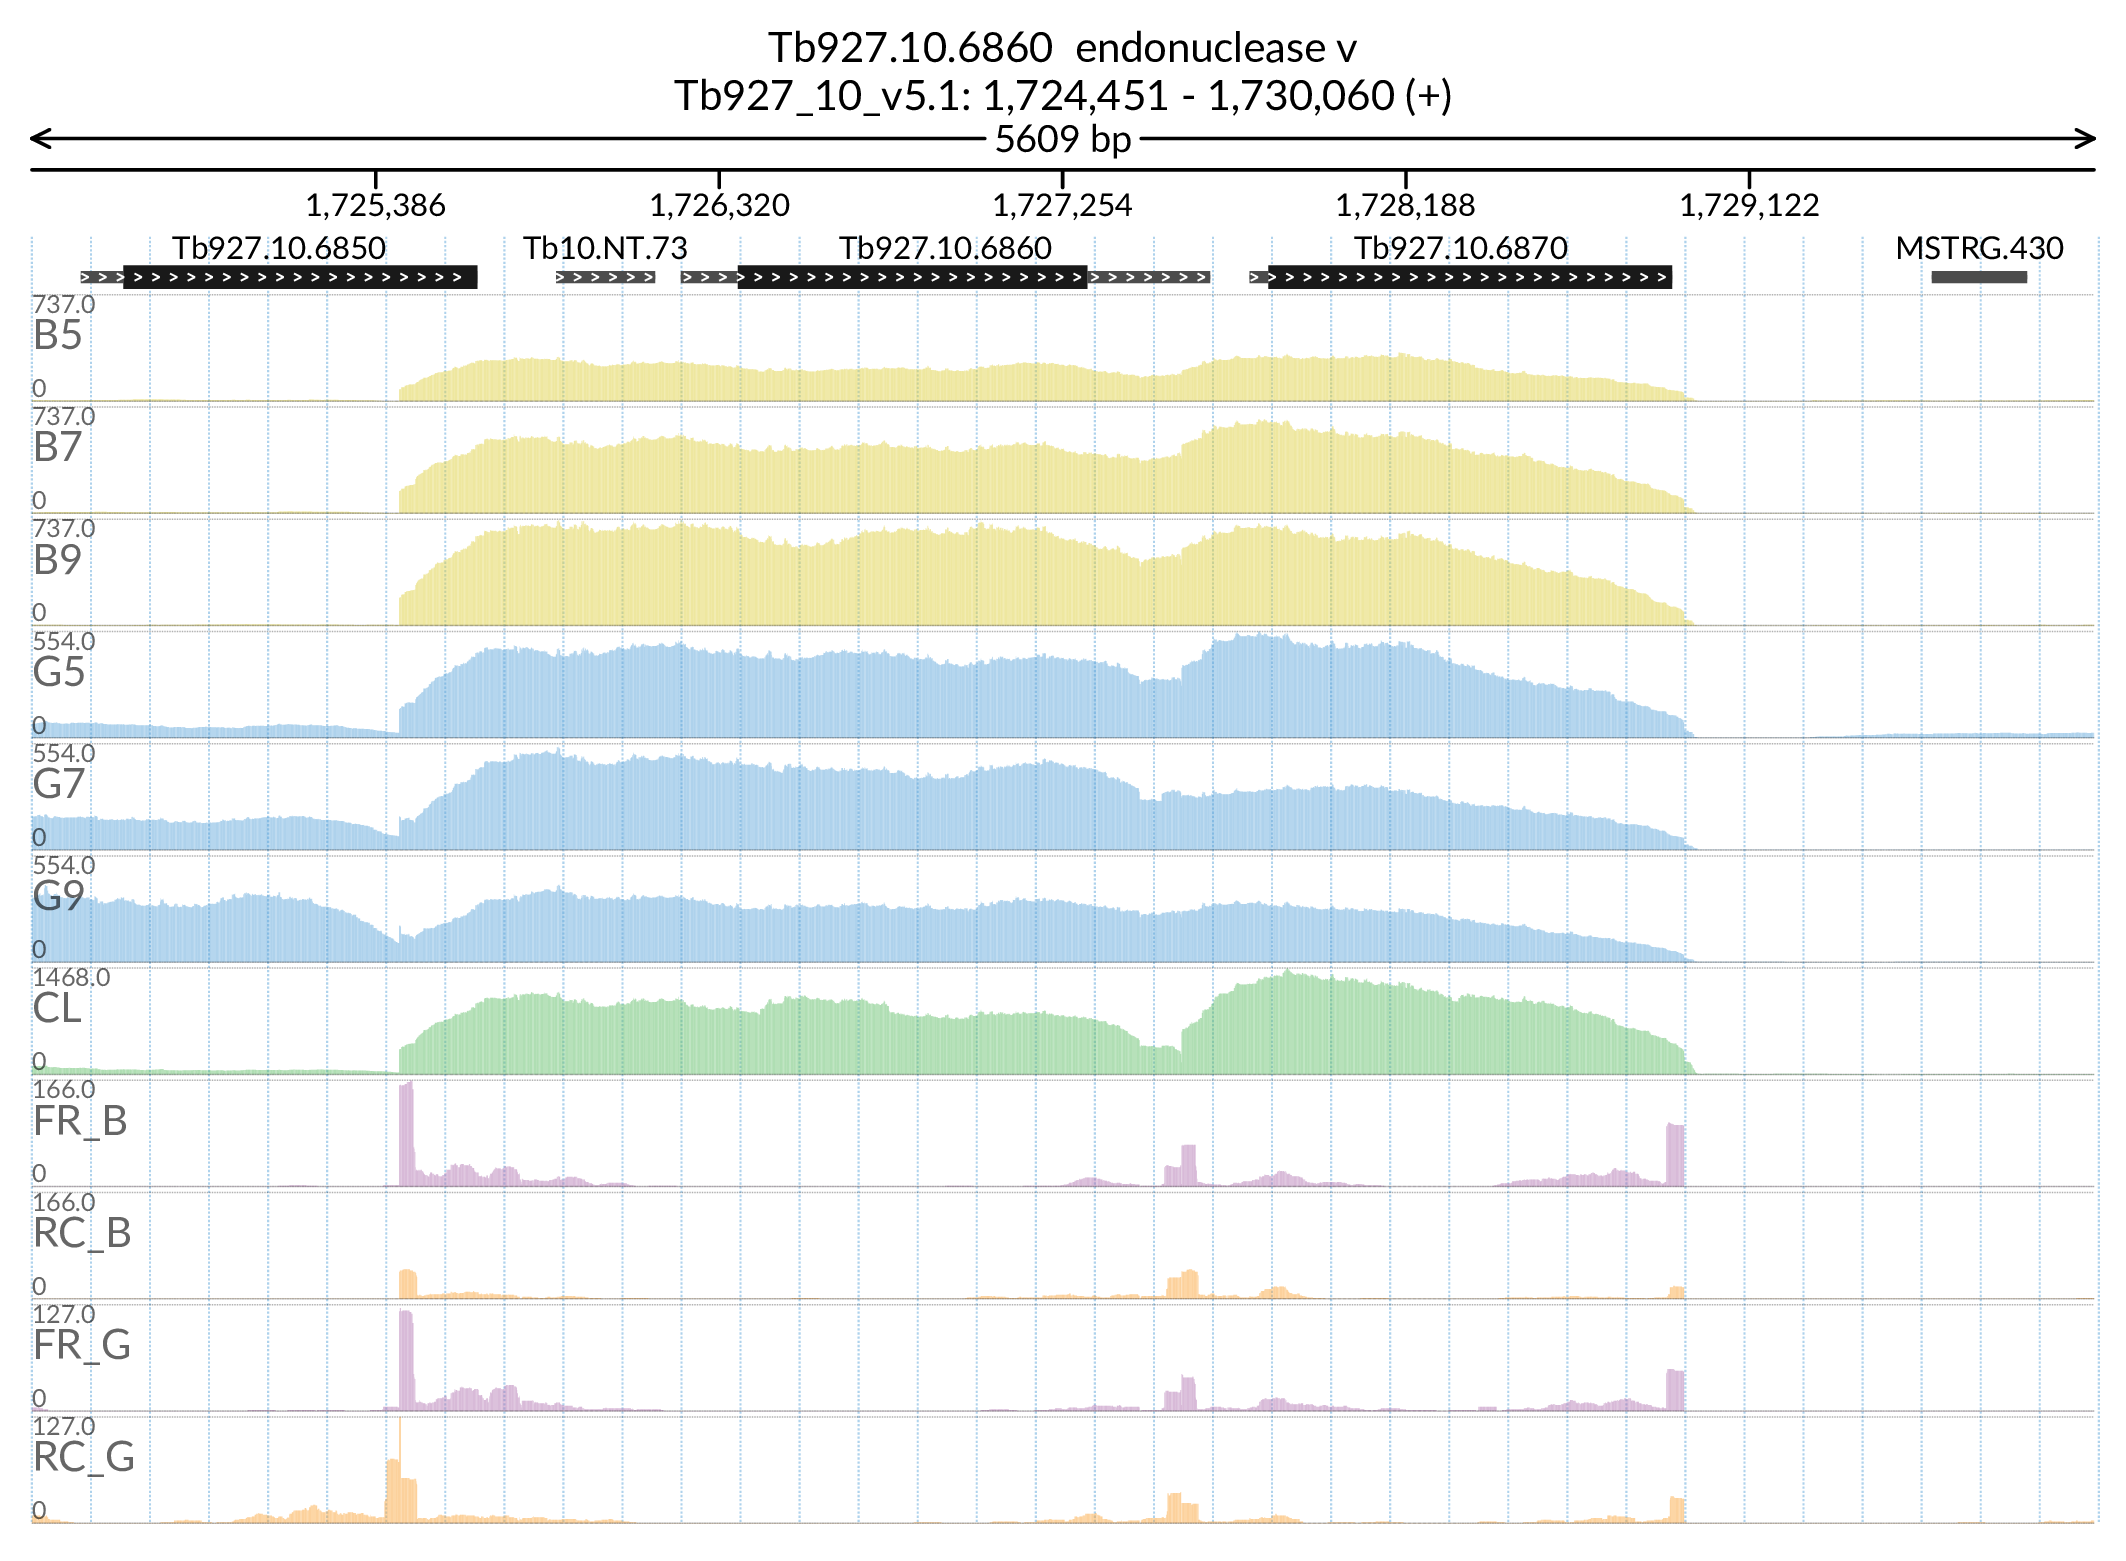 Tb927.10.6860 endonuclease v
Tb927_10_v5.1: 1,724,451 - 1,730,060 (+)
5609 bp
1,725,386 1,726,320 1,727,254 1,728,188 1,729,122
Tb927.10.6850 Tb10.NT.73 Tb927.10.6860 Tb927.10.6870 MSTRG.430
737.0
B5
0
737.0
B7
0
737.0
B9
0
554.0
G5
0
554.0
G7
0
554.0
G9
0
1468.0
CL
0
166.0
FR_B
0
166.0
RC_B
0
127.0
FR_G
0
127.0
RC_G
0